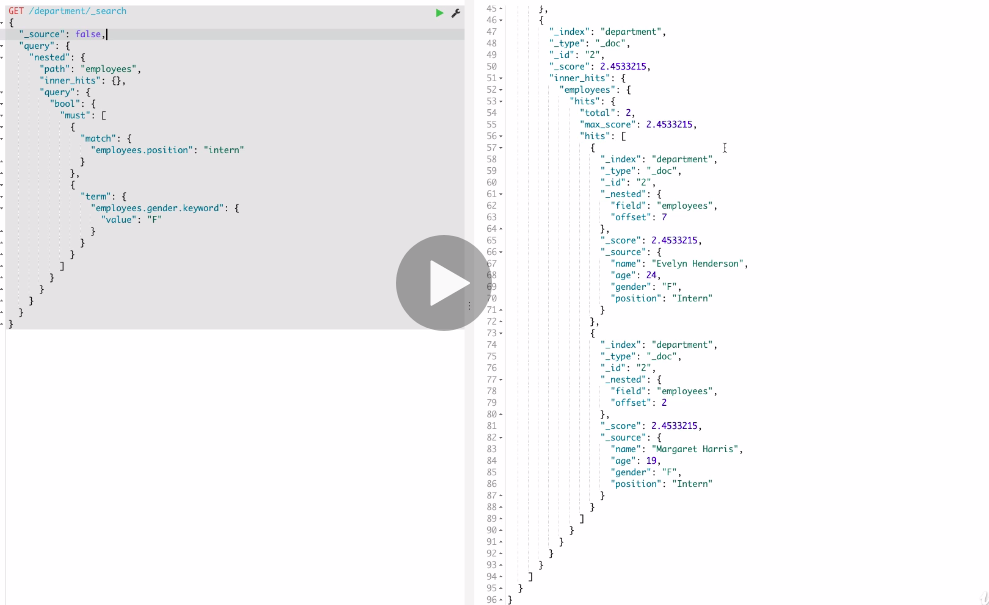 GET /department/_search
{
  "_source": false,
  "query": {
    "nested": {
      "path": "employees",
      "inner_hits": {},
      "query": {
        "bool": {
          "must": [
            {
              "match": {
                "employees.position": "intern"
              }
            },
            {
              "term": {
                "employees.gender.keyword": {
                  "value": "F"
                }
              }
            }
          ]
        }
      }
    }
  }
}
45 },
46 {
47 "_index": "department",
48 "_type": "_doc",
49 "_id": "2",
50 "_score": 2.4533215,
51 "inner_hits": {
52 "employees": {
53 "hits": {
54 "total": 2,
55 "max_score": 2.4533215,
56 "hits": [
57 {
58 "_index": "department",
59 "_type": "_doc",
60 "_id": "2",
61 "_nested": {
62 "field": "employees",
63 "offset": 7
64 },
65 "_score": 2.4533215,
66 "_source": {
67 "name": "Evelyn Henderson",
68 "age": 24,
69 "gender": "F",
70 "position": "Intern"
71 }
72 },
73 {
74 "_index": "department",
75 "_type": "_doc",
76 "_id": "2",
77 "_nested": {
78 "field": "employees",
79 "offset": 2
80 },
81 "_score": 2.4533215,
82 "_source": {
83 "name": "Margaret Harris",
84 "age": 19,
85 "gender": "F",
86 "position": "Intern"
87 }
88 }
89 ]
90 }
91 }
92 }
93 }
94 ]
95 }
96 }